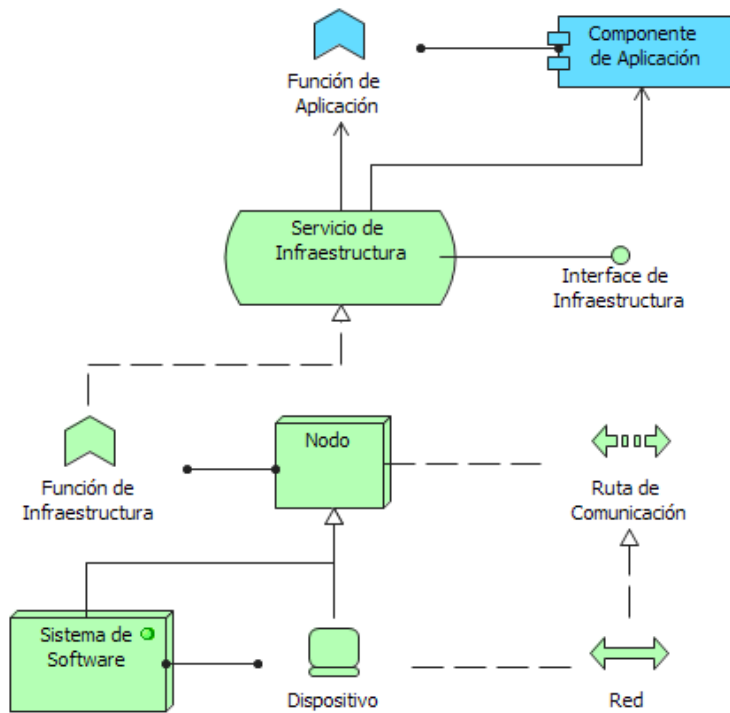 Componente
de Aplicación
Función de
Aplicación
Servicio de
Infraestructura
Interface de
Infraestructura
Nodo
Función de
Infraestructura
Ruta de
Comunicación
Sistema de
Software
Dispositivo
Red